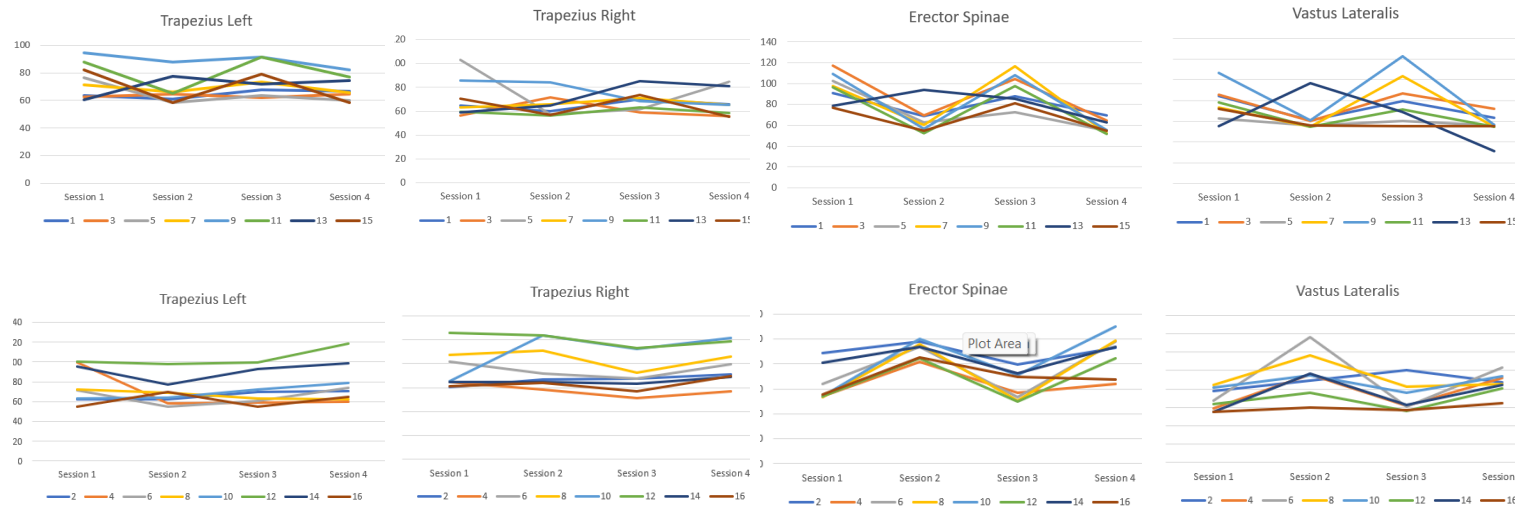 Trapezius Left
100
80
60
40
20
0
Session 1 Session 2 Session 3 Session 4
1 3 5 7 9 11 13 15
Trapezius Right
20
00
80
60
40
20
0
Session 1 Session 2 Session 3 Session 4
1 3 5 7 9 11 13 15
Erector Spinae
140
120
100
80
60
40
20
0
Session 1 Session 2 Session 3 Session 4
1 3 5 7 9 11 13 15
Vastus Lateralis
Session 1 Session 2 Session 3 Session 4
1 3 5 7 9 11 13 15
Trapezius Left
40
20
00
80
60
40
20
0
Session 1 Session 2 Session 3 Session 4
2 4 6 8 10 12 14 16
Trapezius Right
Session 1 Session 2 Session 3 Session 4
2 4 6 8 10 12 14 16
Erector Spinae
Plot Area
Session 1 Session 2 Session 3 Session 4
2 4 6 8 10 12 14 16
Vastus Lateralis
Session 1 Session 2 Session 3 Session 4
2 4 6 8 10 12 14 16